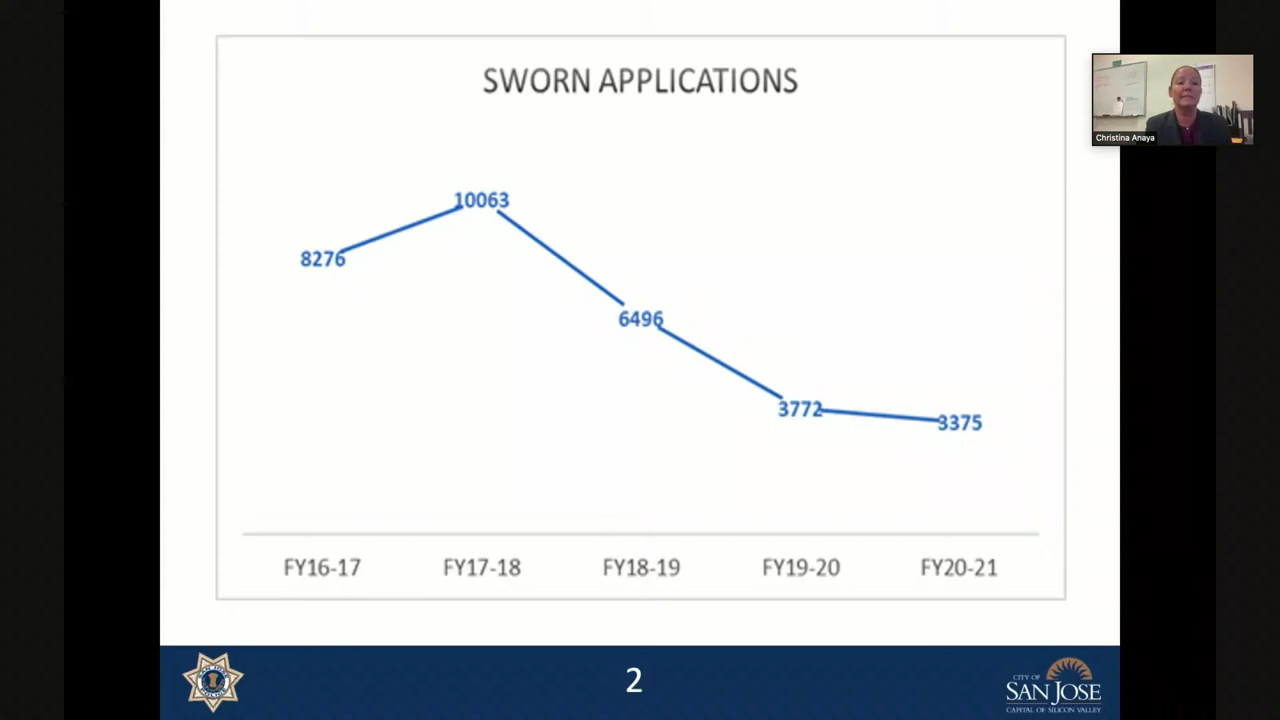 SWORN APPLICATIONS
Christina Anaya
10063
8276
6496
3772
3375
FY16-17
FY17-18
FY18-19
FY19-20
FY20-21
2
CITY OF
SAN JOSE
CAPITAL OF SILICON VALLEY